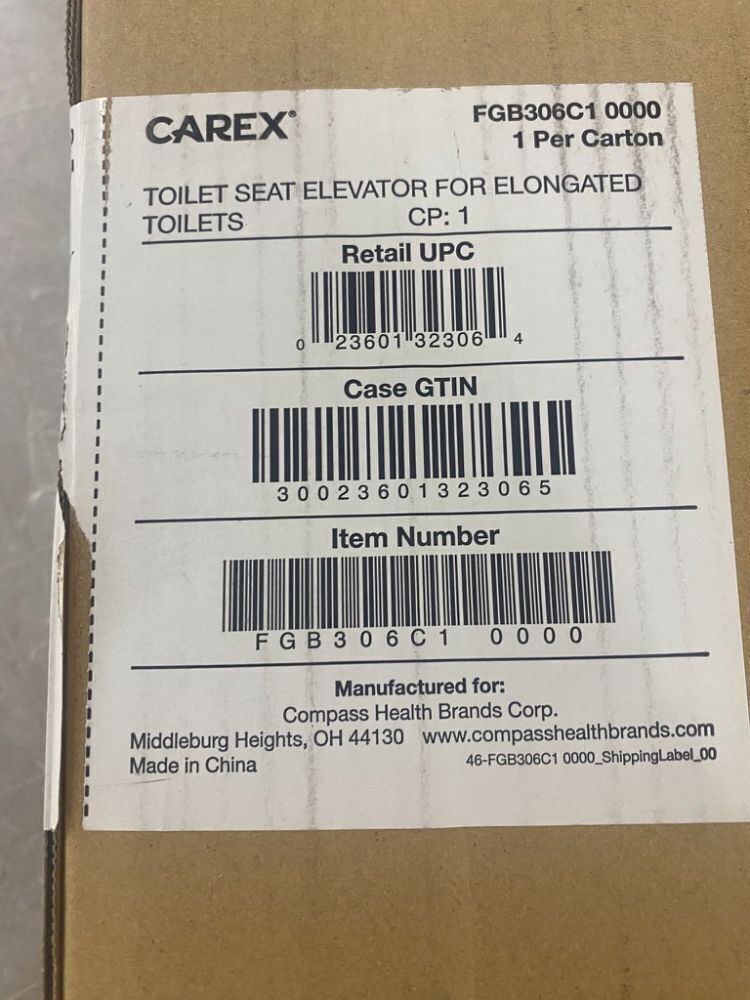 CAREX®
FGB306C1 0000
1 Per Carton
TOILET SEAT ELEVATOR FOR ELONGATED
TOILETS CP: 1
Retail UPC
0 23601 32306 4
Case GTIN
30023601323065
Item Number
FGB306C1 0000
Manufactured for:
Compass Health Brands Corp.
Middleburg Heights, OH 44130 www.compasshealthbrands.com
Made in China 46-FGB306C1 0000_ShippingLabel_00